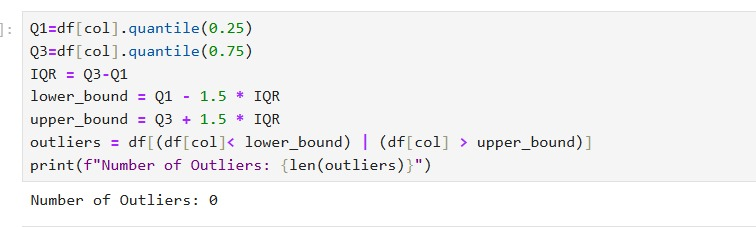 ]:
Q1=df[col].quantile(0.25)
Q3=df[col].quantile(0.75)
IQR = Q3-Q1
lower_bound = Q1 - 1.5 * IQR
upper_bound = Q3 + 1.5 * IQR
outliers = df[(df[col]< lower_bound) | (df[col] > upper_bound)]
print(f"Number of Outliers: {len(outliers)}")
Number of Outliers: 0